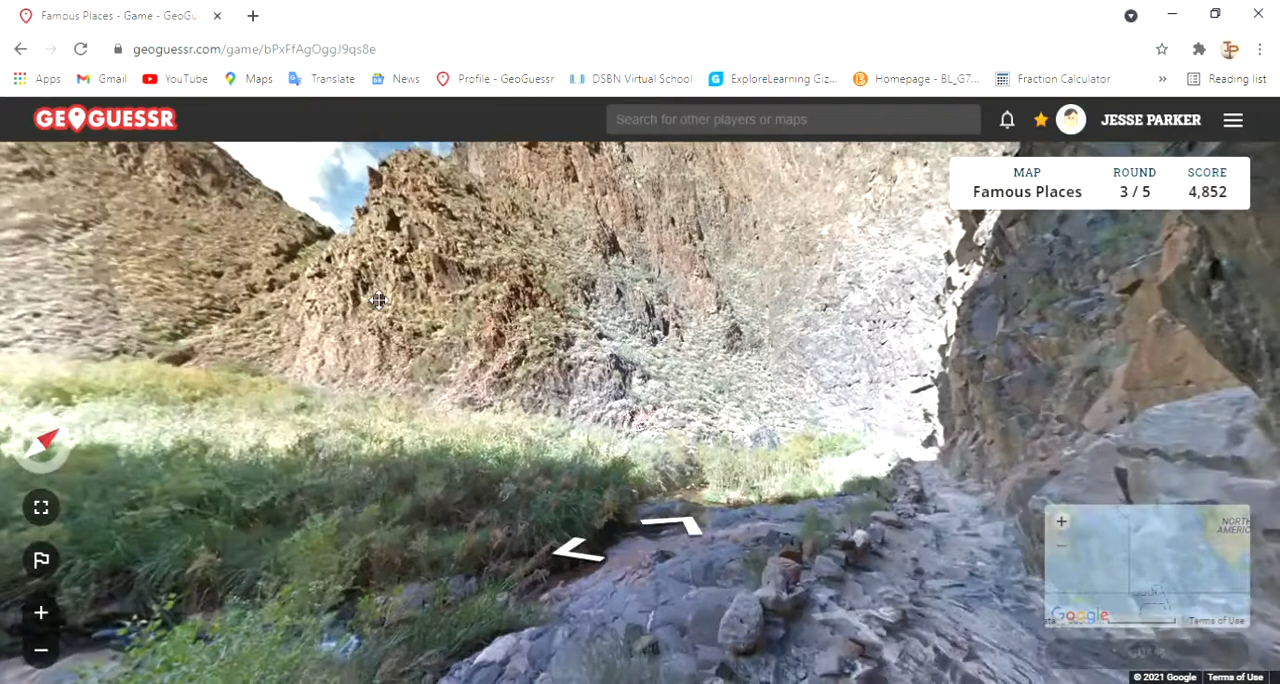 Famous Places - Game - GeoGu
geoguessr.com/game/bPxFfAgOggJ9qs8e
Apps Gmail YouTube Maps Translate News Profile - GeoGuessr DSBN Virtual School ExploreLearning Giz... Homepage - BL_G7... Fraction Calculator » Reading list
GEOGUESSR
Search for other players or maps
JESSE PARKER
MAP ROUND SCORE
Famous Places 3 / 5 4,852
NORTH
AMERIC
Google
Terms of Use
© 2021 Google Terms of Use